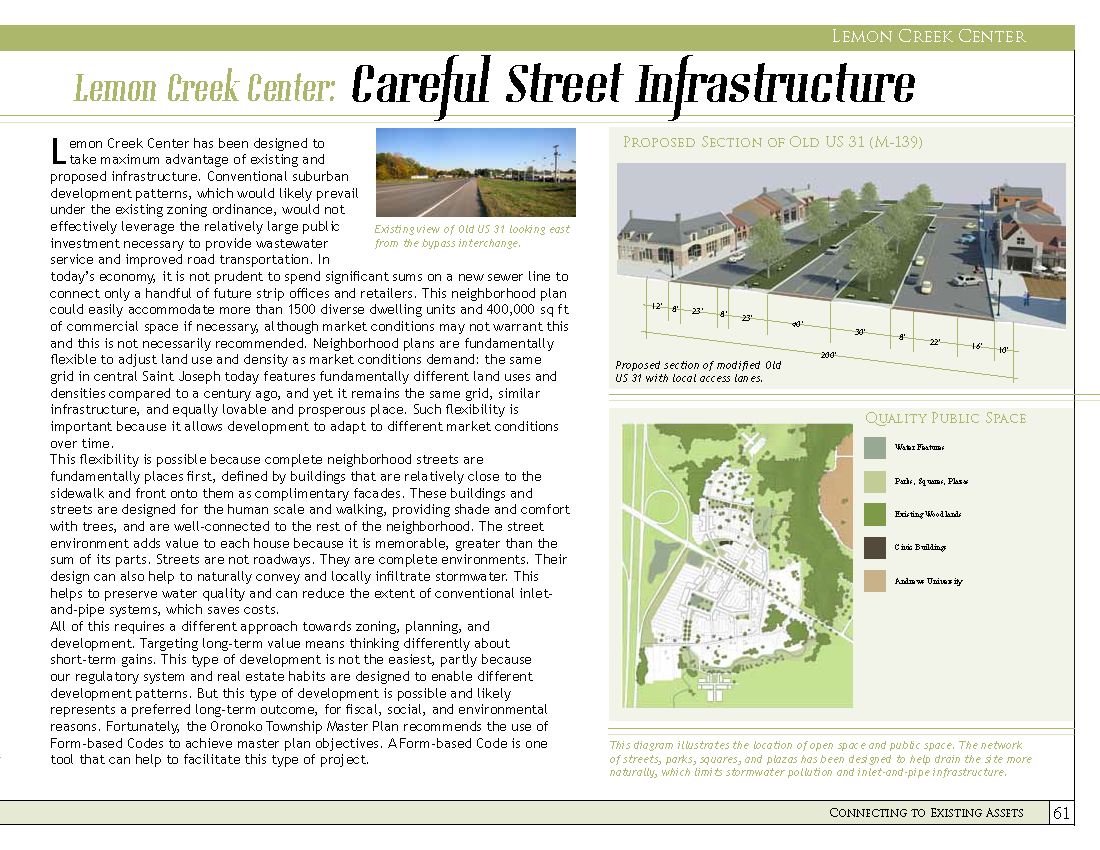 Lemon Creek Center
Lemon Creek Center: Careful Street Infrastructure
Lemon Creek Center has been designed to
take maximum advantage of existing and
proposed infrastructure. Conventional suburban
development patterns, which would likely prevail
under the existing zoning ordinance, would not
effectively leverage the relatively large public
investment necessary to provide wastewater
service and improved road transportation. In
today's economy, it is not prudent to spend significant sums on a new sewer line to
connect only a handful of future strip offices and retailers. This neighborhood plan
could easily accommodate more than 1500 diverse dwelling units and 400,000 sq ft
of commercial space if necessary, although market conditions may not warrant this
and this is not necessarily recommended. Neighborhood plans are fundamentally
flexible to adjust land use and density as market conditions demand: the same
grid in central Saint Joseph today features fundamentally different land uses and
densities compared to a century ago, and yet it remains the same grid, similar
infrastructure, and equally lovable and prosperous place. Such flexibility is
important because it allows development to adapt to different market conditions
over time.
This flexibility is possible because complete neighborhood streets are
fundamentally places first, defined by buildings that are relatively close to the
sidewalk and front onto them as complimentary facades. These buildings and
streets are designed for the human scale and walking, providing shade and comfort
with trees, and are well-connected to the rest of the neighborhood. The street
environment adds value to each house because it is memorable, greater than the
sum of its parts. Streets are not roadways. They are complete environments. Their
design can also help to naturally convey and locally infiltrate stormwater. This
helps to preserve water quality and can reduce the extent of conventional inlet-
and-pipe systems, which saves costs.
All of this requires a different approach towards zoning, planning, and
development. Targeting long-term value means thinking differently about
short-term gains. This type of development is not the easiest, partly because
our regulatory system and real estate habits are designed to enable different
development patterns. But this type of development is possible and likely
represents a preferred long-term outcome, for fiscal, social, and environmental
reasons. Fortunately, the Oronoko Township Master Plan recommends the use of
Form-based Codes to achieve master plan objectives. A Form-based Code is one
tool that can help to facilitate this type of project.
Existing view of Old US 31 looking east
from the bypass interchange.
Proposed Section of Old US 31 (M-139)
12' 8' 23' 8' 23' 40' 30' 8' 22' 16' 10'
200'
Proposed section of modified Old
US 31 with local access lanes.
Quality Public Space
Water Features
Parks, Squares, Plazas
Existing Woodlands
Civic Buildings
Andrews University
This diagram illustrates the location of open space and public space. The network
of streets, parks, squares, and plazas has been designed to help drain the site more
naturally, which limits stormwater pollution and inlet-and-pipe infrastructure.
Connecting to Existing Assets 61